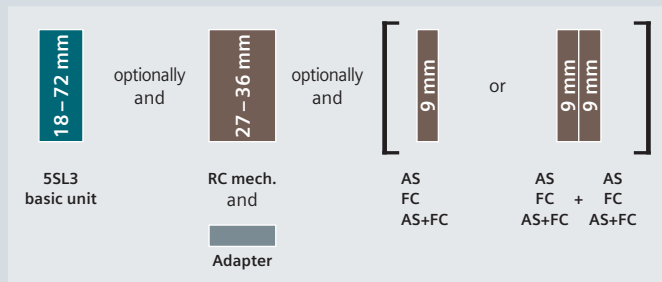 18–72 mm
optionally
and
27–36 mm
optionally
and
9 mm
or
9 mm
9 mm
5SL3
basic unit
RC mech.
and
Adapter
AS
FC
AS+FC
AS AS
FC + FC
AS+FC AS+FC